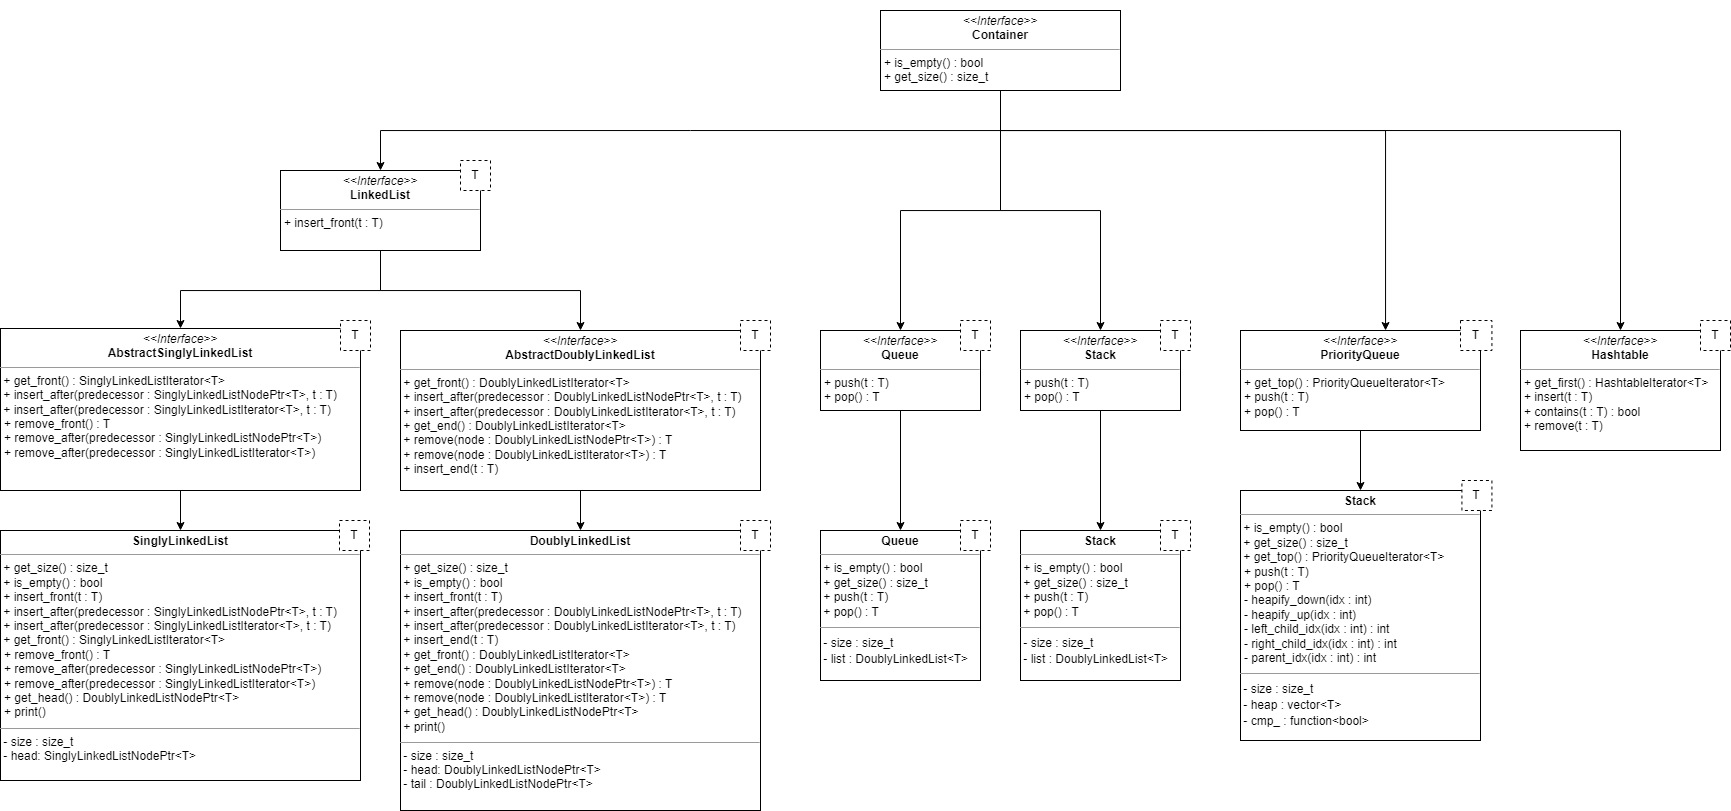 <<Interface>>
Container
+ is_empty() : bool
+ get_size() : size_t
T
<<Interface>>
LinkedList
+ insert_front(t : T)
T
<<Interface>>
AbstractSinglyLinkedList
+ get_front() : SinglyLinkedListIterator<T>
+ insert_after(predecessor : SinglyLinkedListNodePtr<T>, t : T)
+ insert_after(predecessor : SinglyLinkedListIterator<T>, t : T)
+ remove_front() : T
+ remove_after(predecessor : SinglyLinkedListNodePtr<T>)
+ remove_after(predecessor : SinglyLinkedListIterator<T>)
T
<<Interface>>
AbstractDoublyLinkedList
+ get_front() : DoublyLinkedListIterator<T>
+ insert_after(predecessor : DoublyLinkedListNodePtr<T>, t : T)
+ insert_after(predecessor : DoublyLinkedListIterator<T>, t : T)
+ get_end() : DoublyLinkedListIterator<T>
+ remove(node : DoublyLinkedListNodePtr<T>) : T
+ remove(node : DoublyLinkedListIterator<T>) : T
+ insert_end(t : T)
T
<<Interface>>
Queue
+ push(t : T)
+ pop() : T
T
<<Interface>>
Stack
+ push(t : T)
+ pop() : T
T
<<Interface>>
PriorityQueue
+ get_top() : PriorityQueueIterator<T>
+ push(t : T)
+ pop() : T
T
<<Interface>>
Hashtable
+ get_first() : HashtableIterator<T>
+ insert(t : T)
+ contains(t : T) : bool
+ remove(t : T)
T
SinglyLinkedList
+ get_size() : size_t
+ is_empty() : bool
+ insert_front(t : T)
+ insert_after(predecessor : SinglyLinkedListNodePtr<T>, t : T)
+ insert_after(predecessor : SinglyLinkedListIterator<T>, t : T)
+ get_front() : SinglyLinkedListIterator<T>
+ remove_front() : T
+ remove_after(predecessor : SinglyLinkedListNodePtr<T>)
+ remove_after(predecessor : SinglyLinkedListIterator<T>)
+ get_head() : DoublyLinkedListNodePtr<T>
+ print()
- size : size_t
- head: SinglyLinkedListNodePtr<T>
T
DoublyLinkedList
+ get_size() : size_t
+ is_empty() : bool
+ insert_front(t : T)
+ insert_after(predecessor : DoublyLinkedListNodePtr<T>, t : T)
+ insert_after(predecessor : DoublyLinkedListIterator<T>, t : T)
+ insert_end(t : T)
+ get_front() : DoublyLinkedListIterator<T>
+ get_end() : DoublyLinkedListIterator<T>
+ remove(node : DoublyLinkedListNodePtr<T>) : T
+ remove(node : DoublyLinkedListIterator<T>) : T
+ get_head() : DoublyLinkedListNodePtr<T>
+ print()
- size : size_t
- head: DoublyLinkedListNodePtr<T>
- tail : DoublyLinkedListNodePtr<T>
T
Queue
+ is_empty() : bool
+ get_size() : size_t
+ push(t : T)
+ pop() : T
- size : size_t
- list : DoublyLinkedList<T>
T
Stack
+ is_empty() : bool
+ get_size() : size_t
+ push(t : T)
+ pop() : T
- size : size_t
- list : DoublyLinkedList<T>
T
Stack
+ is_empty() : bool
+ get_size() : size_t
+ get_top() : PriorityQueueIterator<T>
+ push(t : T)
+ pop() : T
- heapify_down(idx : int)
- heapify_up(idx : int)
- left_child_idx(idx : int) : int
- right_child_idx(idx : int) : int
- parent_idx(idx : int) : int
- size : size_t
- heap : vector<T>
- cmp_ : function<bool>